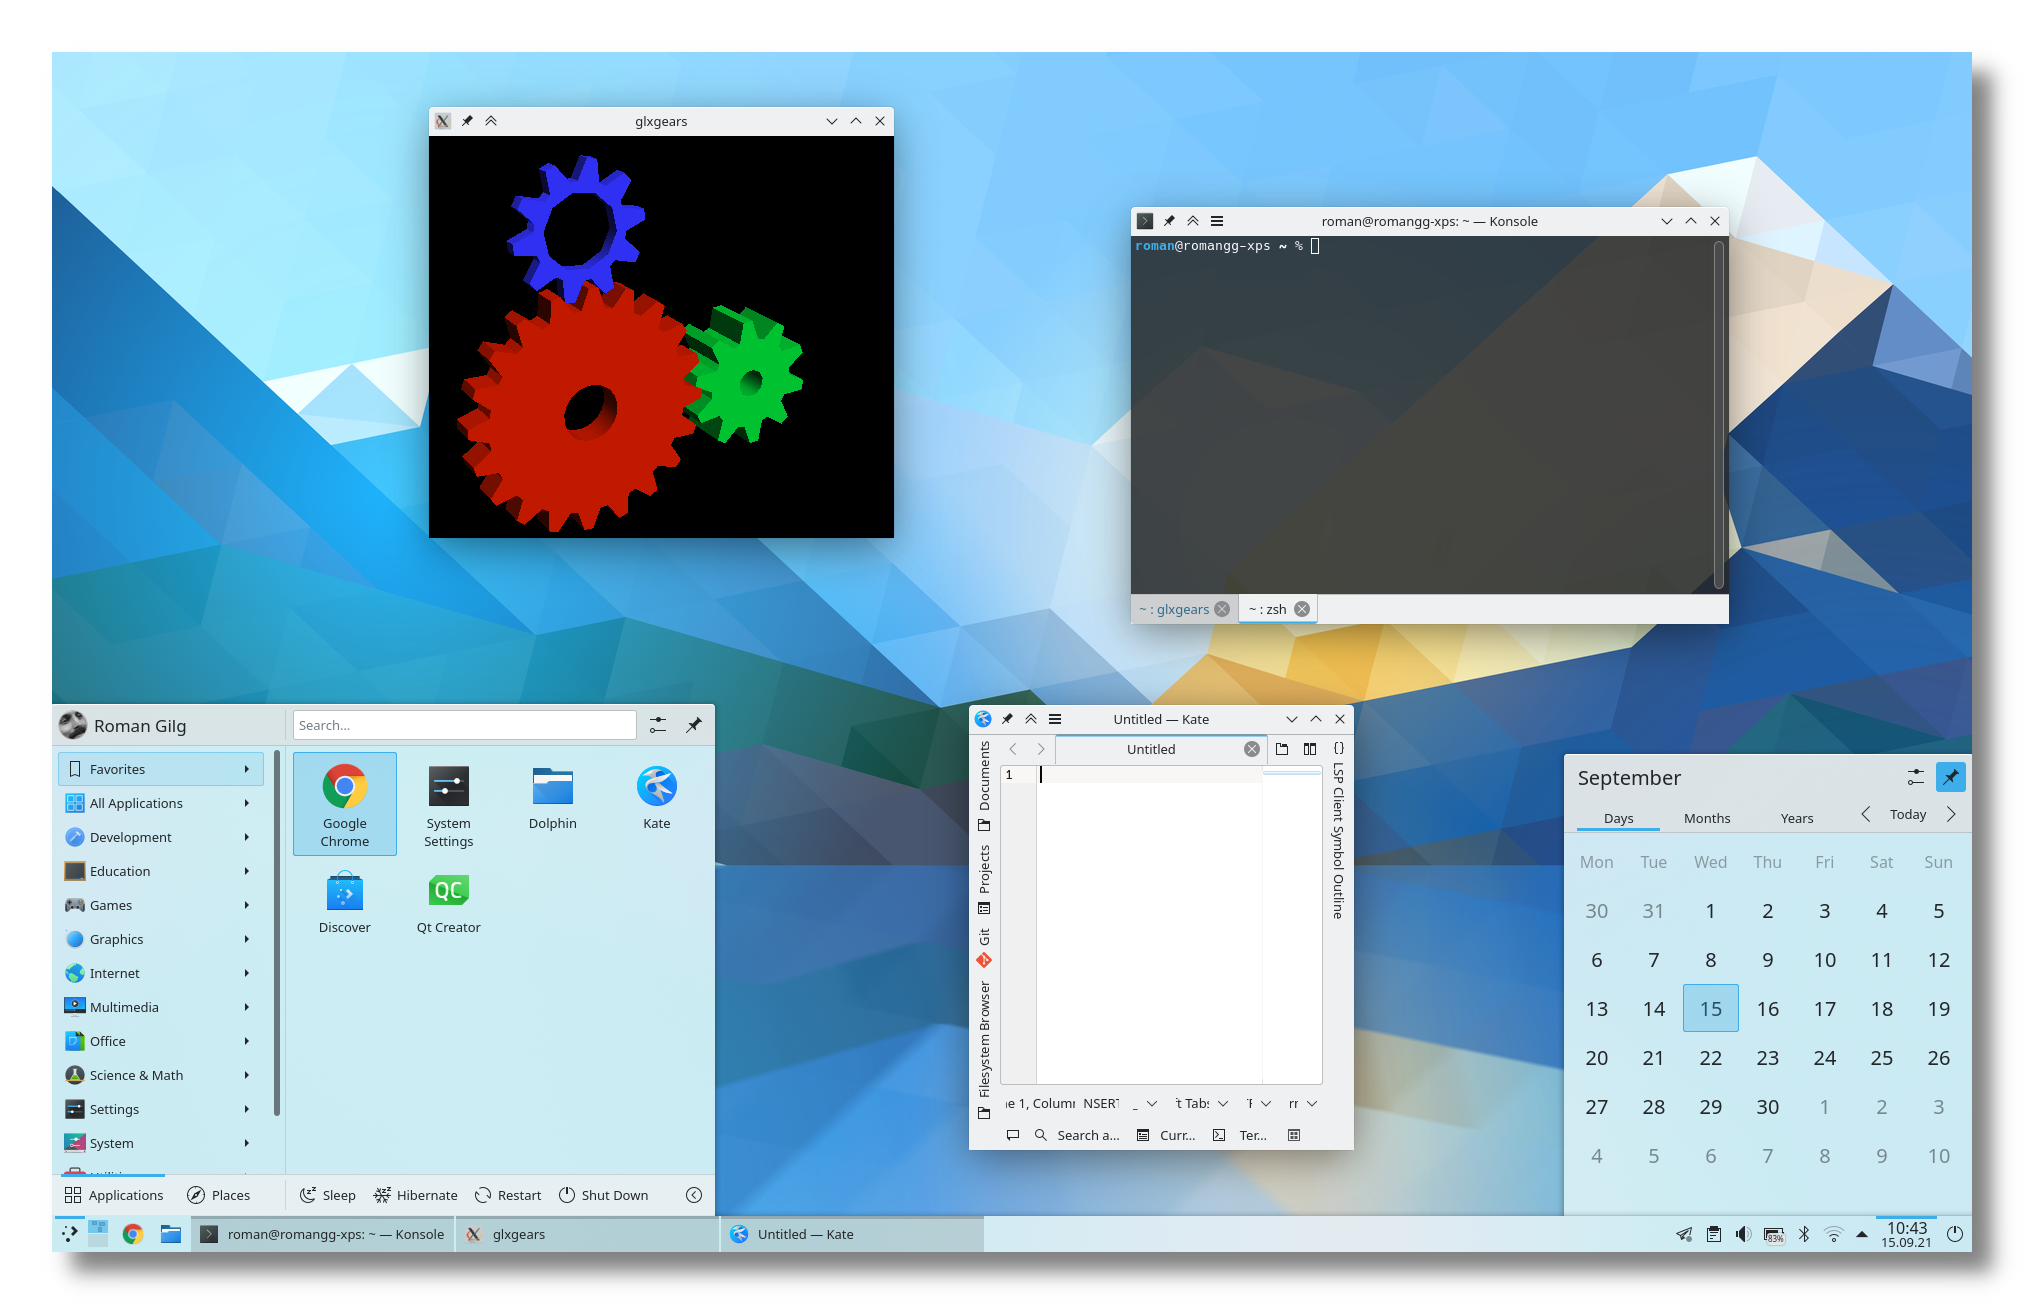 glxgears
roman@romangg-xps: ~ — Konsole
roman@romangg-xps ~ %
~ : glxgears
~ : zsh
Roman Gilg
Search...
Favorites
All Applications
Development
Education
Games
Graphics
Internet
Multimedia
Office
Science & Math
Settings
System
Google
Chrome
System
Settings
Dolphin
Kate
Discover
Qt Creator
Applications
Places
Sleep
Hibernate
Restart
Shut Down
Untitled — Kate
Untitled
1
Documents
Projects
Git
Filesystem Browser
{} LSP Client Symbol Outline
e 1, Colum
NSERT
_
t Tabs
Search a...
Curr...
Ter...
September
Days Months Years
Today
Mon Tue Wed Thu Fri Sat Sun
30 31 1 2 3 4 5
6 7 8 9 10 11 12
13 14 15 16 17 18 19
20 21 22 23 24 25 26
27 28 29 30 1 2 3
4 5 6 7 8 9 10
roman@romangg-xps: ~ — Konsole
glxgears
Untitled — Kate
83%
10:43
15.09.21